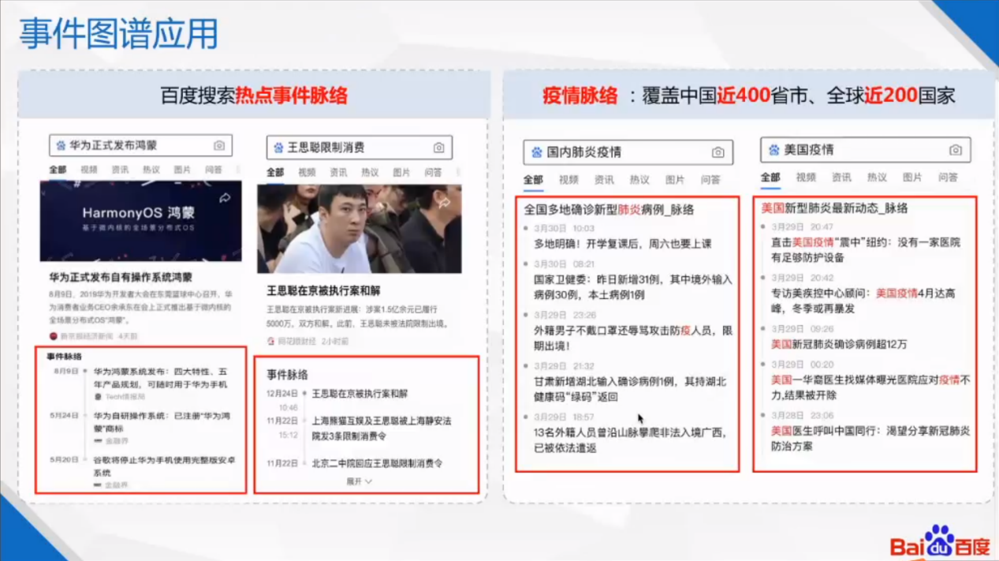 事件图谱应用
百度搜索热点事件脉络
华为正式发布鸿蒙
全部 视频 资讯 热议 图片 问答
HarmonyOS 鸿蒙
基于微内核的全场景分布式OS
华为正式发布自有操作系统鸿蒙
8月9日，2019华为开发者大会在东莞篮球中心召开，华
为消费者业务CEO余承东在会上正式推出基于微内核的
全场景分布式OS“鸿蒙”。
新京报经济新闻 4天前
事件脉络
8月9日 华为鸿蒙系统发布：四大特性、五
年产品规划，可随时用于华为手机
Tech情报局
5月24日 华为自研操作系统：已注册“华为鸿
蒙”商标
金融界
5月20日 谷歌将停止华为手机使用完整版安卓
系统
金融界
王思聪限制消费
全部 视频 资讯 热议 图片 问答
王思聪在京被执行案和解
王思聪在京被执行案新进展：涉案1.5亿余元已履行
5000万，双方和解。此前，王思聪未被法院限制出境。
同花顺财经 2小时前
事件脉络
12月24日 王思聪在京被执行案和解
10:46
11月22日 上海熊猫互娱及王思聪被上海静安法
15:12 院发3条限制消费令
11月22日 北京二中院回应王思聪限制消费令
展开
疫情脉络 ：覆盖中国近400省市、全球近200国家
国内肺炎疫情
全部 视频 资讯 热议 图片 问答
全国多地确诊新型肺炎病例_脉络
3月30日 10:03
多地明确！开学复课后，周六也要上课
3月30日 08:21
国家卫健委：昨日新增31例，其中境外输入
病例30例，本土病例1例
3月29日 23:26
外籍男子不戴口罩还辱骂攻击防疫人员，限
期出境！
3月29日 21:32
甘肃新增湖北输入确诊病例1例，其持湖北
健康码“绿码”返回
3月29日 18:57
13名外籍人员曾沿山脉攀爬非法入境广西，
已被依法遣返
美国疫情
全部 视频 资讯 热议 图片 问答
美国新型肺炎最新动态_脉络
3月29日 20:47
直击美国疫情“震中”纽约：没有一家医院
有足够防护设备
3月29日 20:42
专访美疾控中心顾问：美国疫情4月达高
峰，冬季或再暴发
3月29日 09:26
美国新冠肺炎确诊病例超12万
3月29日 00:20
美国一华裔医生找媒体曝光医院应对疫情不
力,结果被开除
3月28日 23:06
美国医生呼叫中国同行：渴望分享新冠肺炎
防治方案
Bai du 百度